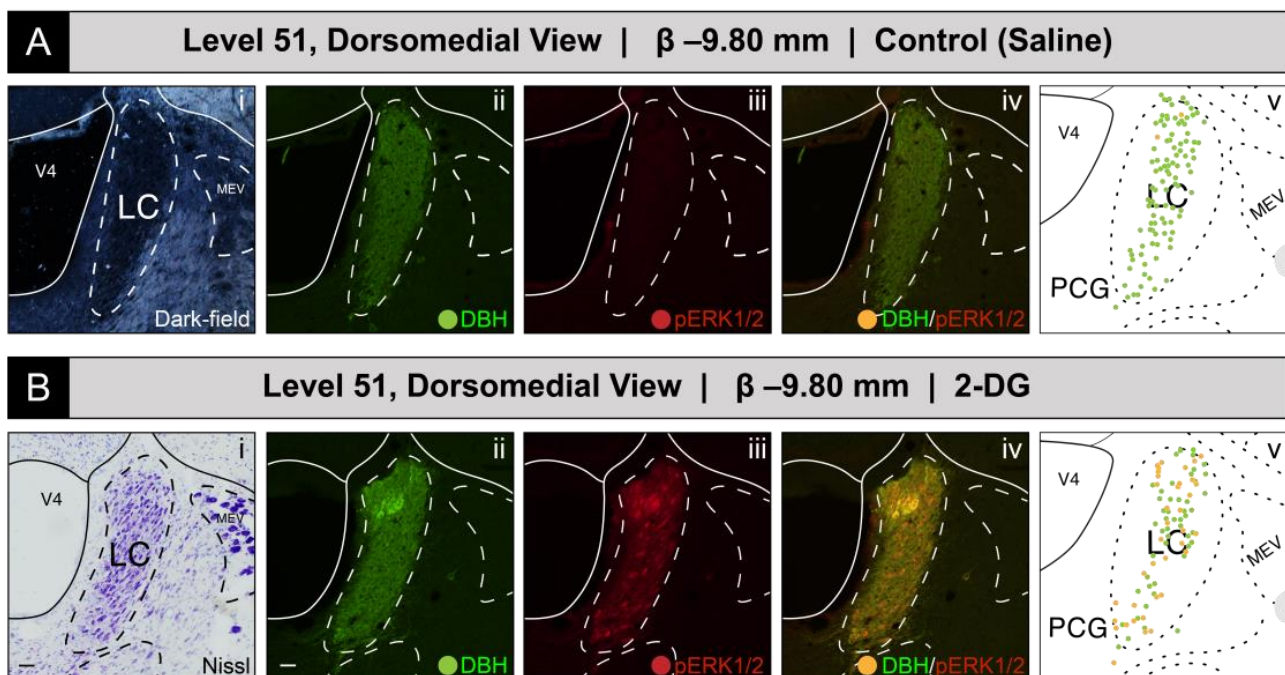 A
Level 51, Dorsomedial View | β –9.80 mm | Control (Saline)
i
V4
LC
MEV
Dark-field
ii
DBH
iii
pERK1/2
iv
DBH/pERK1/2
v
V4
LC
MEV
PCG
B
Level 51, Dorsomedial View | β –9.80 mm | 2-DG
i
V4
LC
MEV
Nissl
ii
DBH
iii
pERK1/2
iv
DBH/pERK1/2
v
V4
LC
MEV
PCG